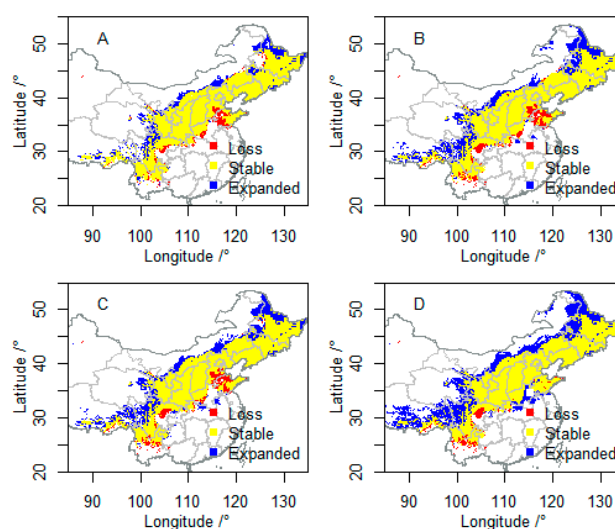 A
Latitude /°
50
40
30
20
Loss
Stable
Expanded
90 100 110 120 130
Longitude /°
B
Latitude /°
50
40
30
20
Loss
Stable
Expanded
90 100 110 120 130
Longitude /°
C
Latitude /°
50
40
30
20
Loss
Stable
Expanded
90 100 110 120 130
Longitude /°
D
Latitude /°
50
40
30
20
Loss
Stable
Expanded
90 100 110 120 130
Longitude /°